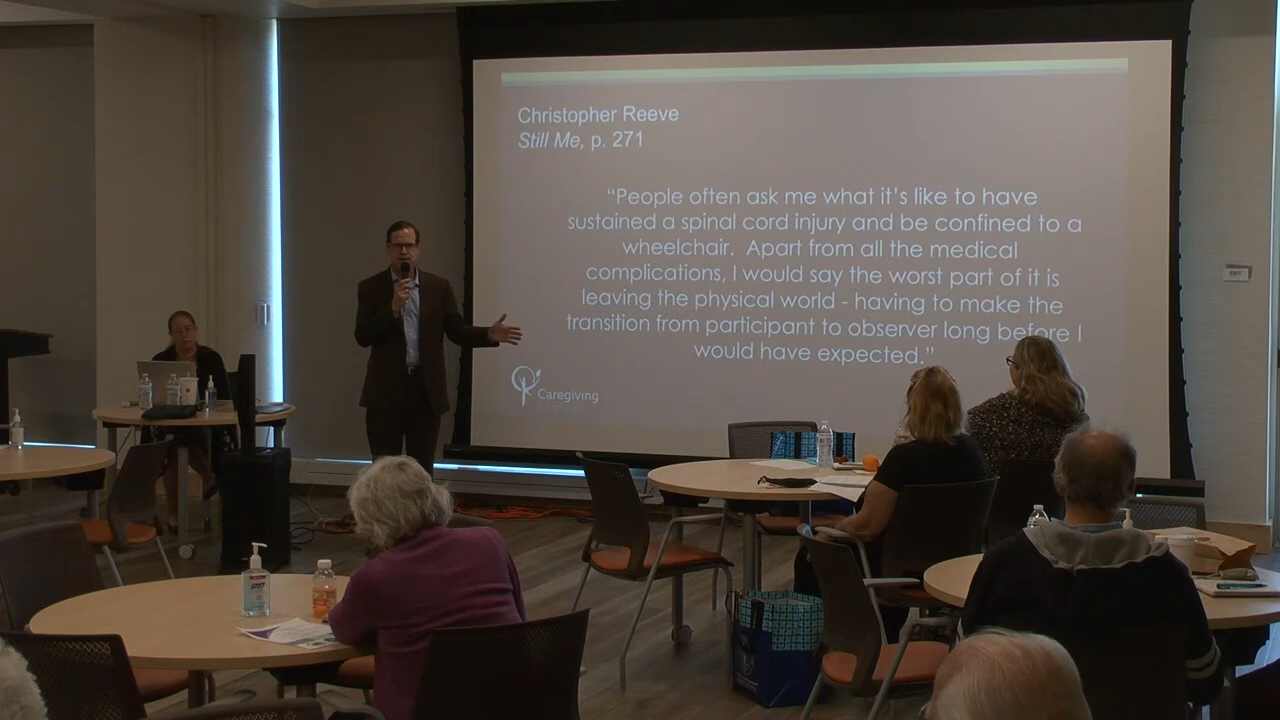 Christopher Reeve
Still Me, p. 271
“People often ask me what it’s like to have
sustained a spinal cord injury and be confined to a
wheelchair.  Apart from all the medical
complications, I would say the worst part of it is
leaving the physical world - having to make the
transition from participant to observer long before I
would have expected.”
OK Caregiving